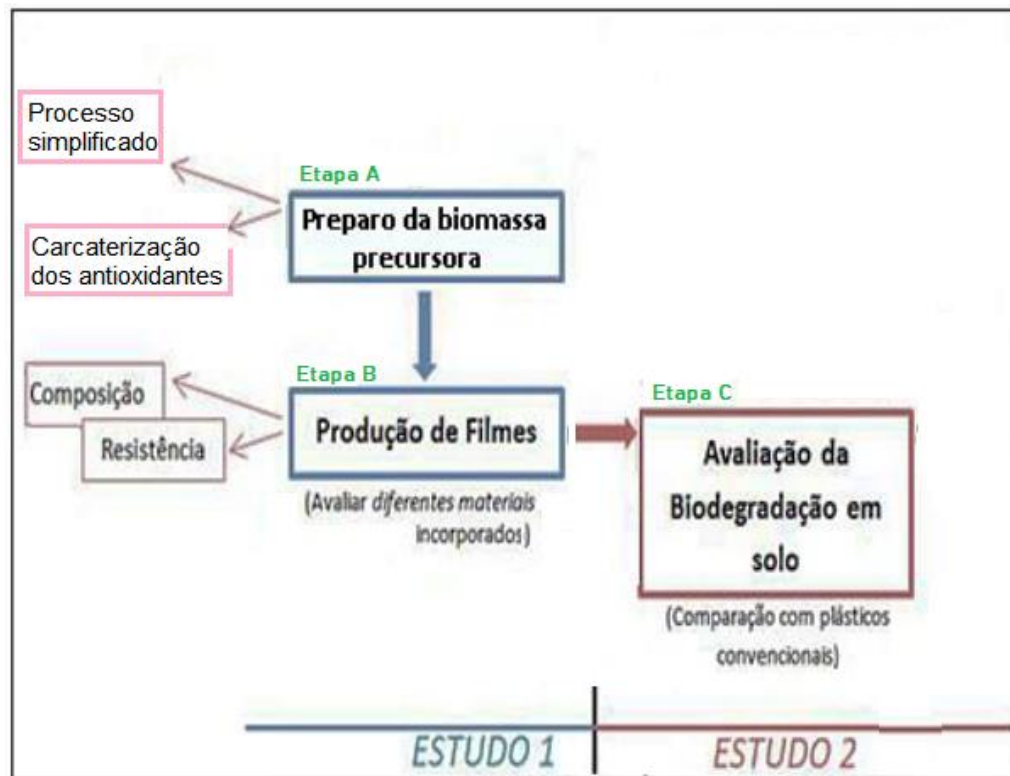 Processo
simplificado
Etapa A
Preparo da biomassa
precursora
Carcaterização
dos antioxidantes
Etapa B
Composição
Resistência
Produção de Filmes
(Avaliar diferentes materiais
incorporados)
Etapa C
Avaliação da
Biodegradação em
solo
(Comparação com plásticos
convencionais)
ESTUDO 1
ESTUDO 2